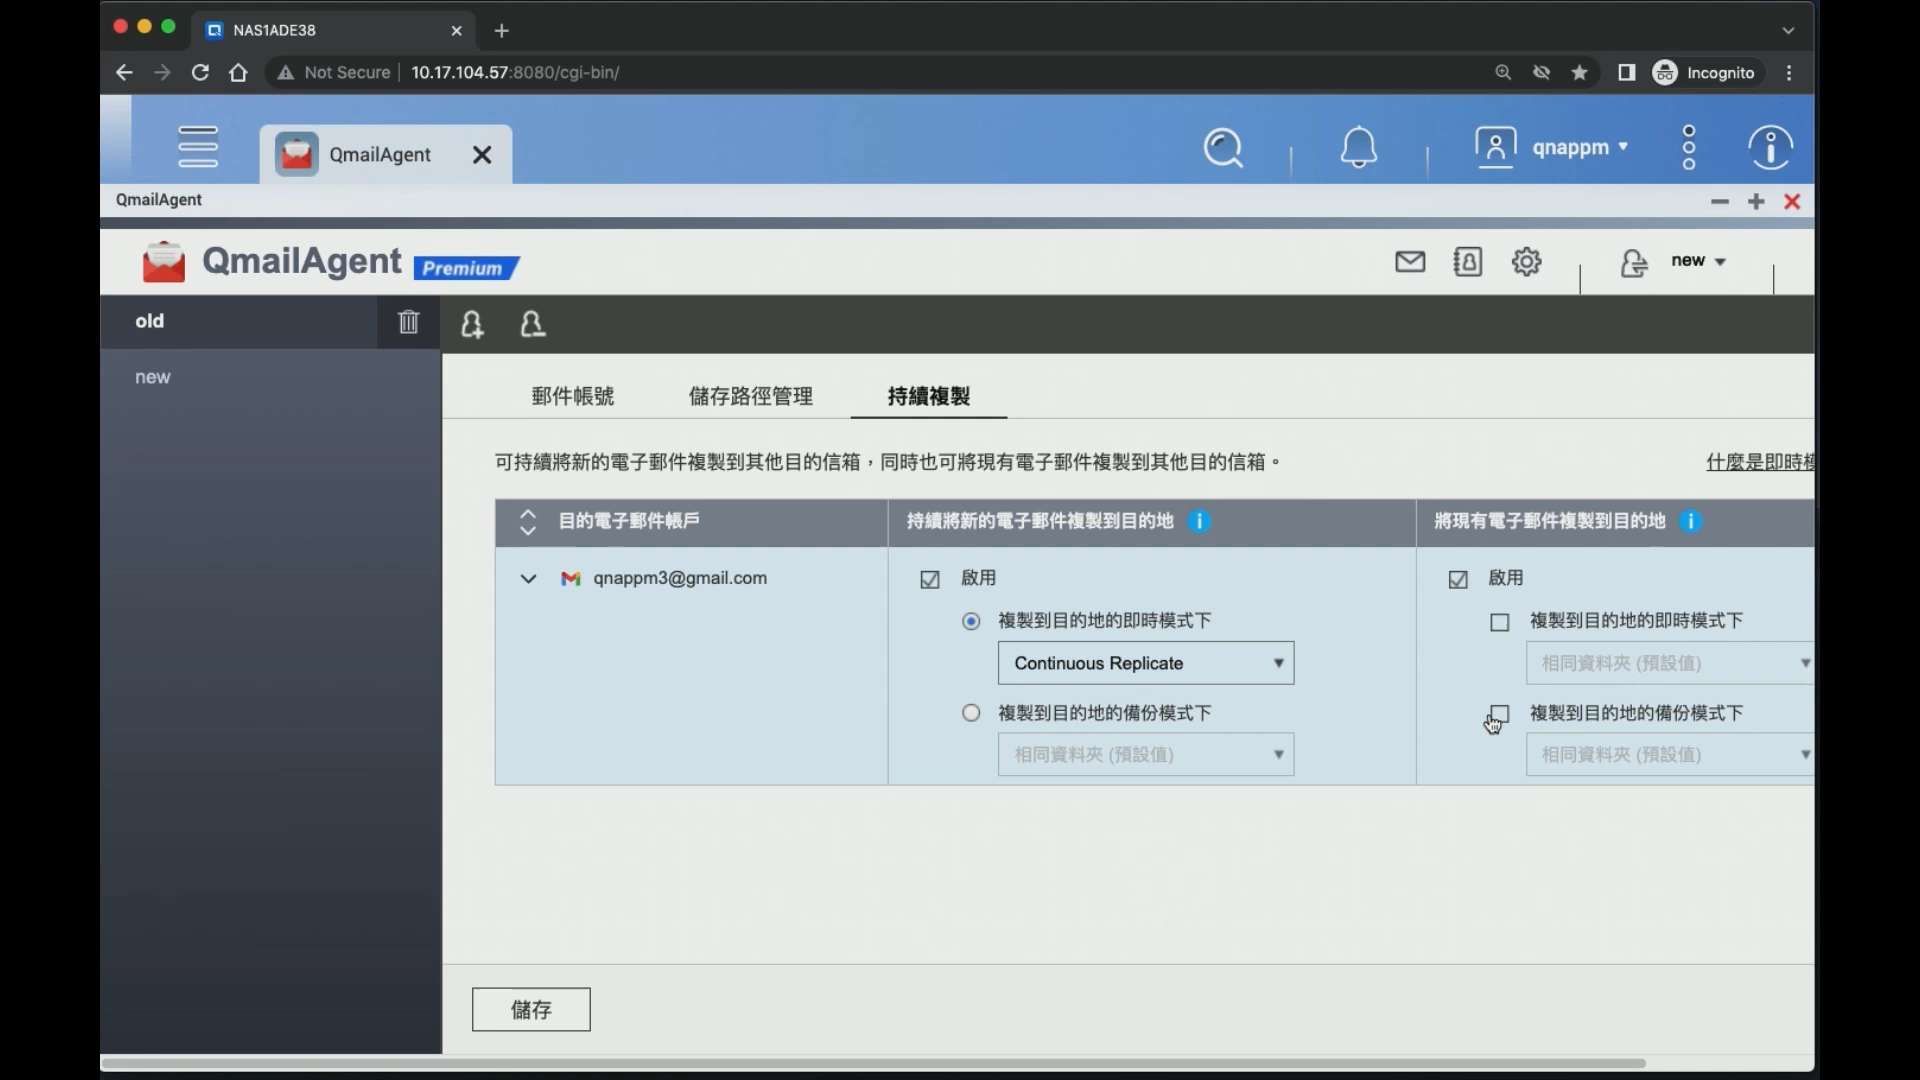 NAS1ADE38
Not Secure 10.17.104.57:8080/cgi-bin/ Incognito
QmailAgent qnappm
QmailAgent
QmailAgent Premium new
old
new
郵件帳號 儲存路徑管理 持續複製
可持續將新的電子郵件複製到其他目的信箱，同時也可將現有電子郵件複製到其他目的信箱。 什麼是即時模
目的電子郵件帳戶 持續將新的電子郵件複製到目的地 將現有電子郵件複製到目的地
qnappm3@gmail.com 啟用 啟用
複製到目的地的即時模式下 複製到目的地的即時模式下
Continuous Replicate 相同資料夾 (預設值)
複製到目的地的備份模式下 複製到目的地的備份模式下
相同資料夾 (預設值) 相同資料夾 (預設值)
儲存